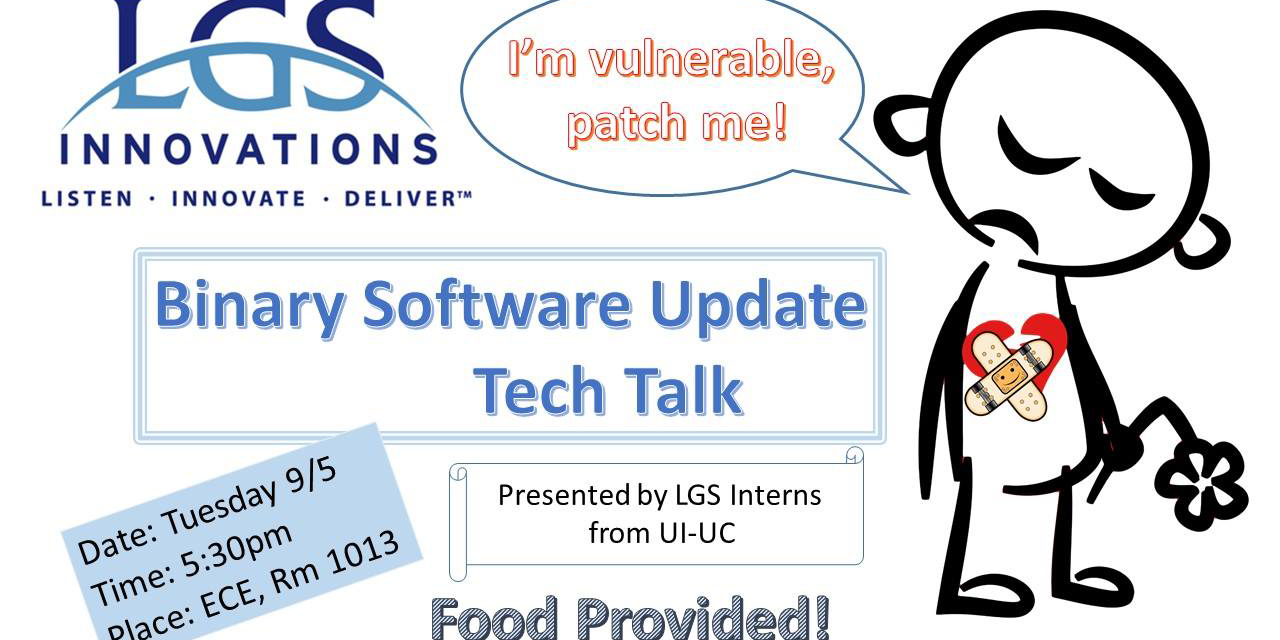 LGS
INNOVATIONS
LISTEN · INNOVATE · DELIVER™
I'm vulnerable,
patch me!
Binary Software Update
Tech Talk
Date: Tuesday 9/5
Time: 5:30pm
Place: ECE, Rm 1013
Presented by LGS Interns
from UI-UC
Food Provided!